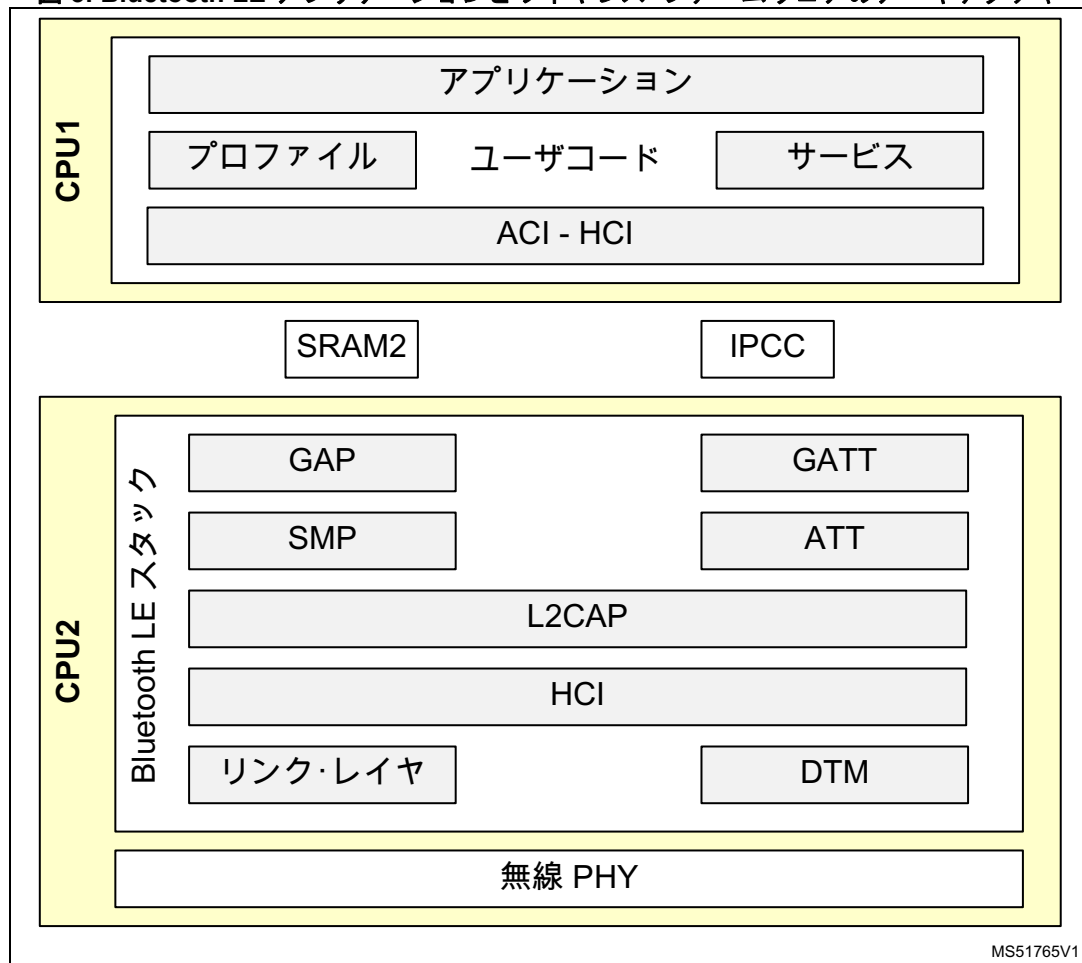 CPU1
アプリケーション
プロファイル
ユーザコード
サービス
ACI - HCI
SRAM2
IPCC
CPU2
Bluetooth LE スタック
GAP
GATT
SMP
ATT
L2CAP
HCI
リンク・レイヤ
DTM
無線 PHY
MS51765V1